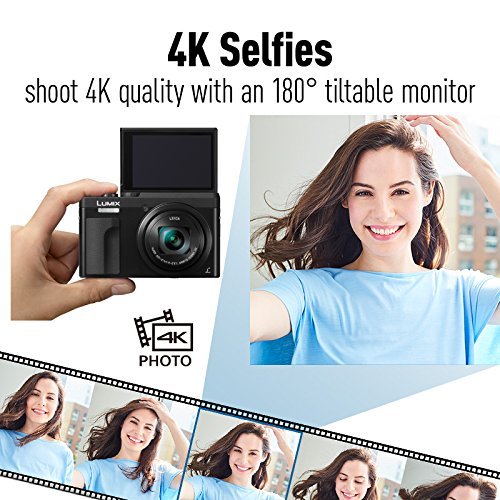 4K Selfies
shoot 4K quality with an 180° tiltable monitor
LUMIX
LEICA
4K
PHOTO